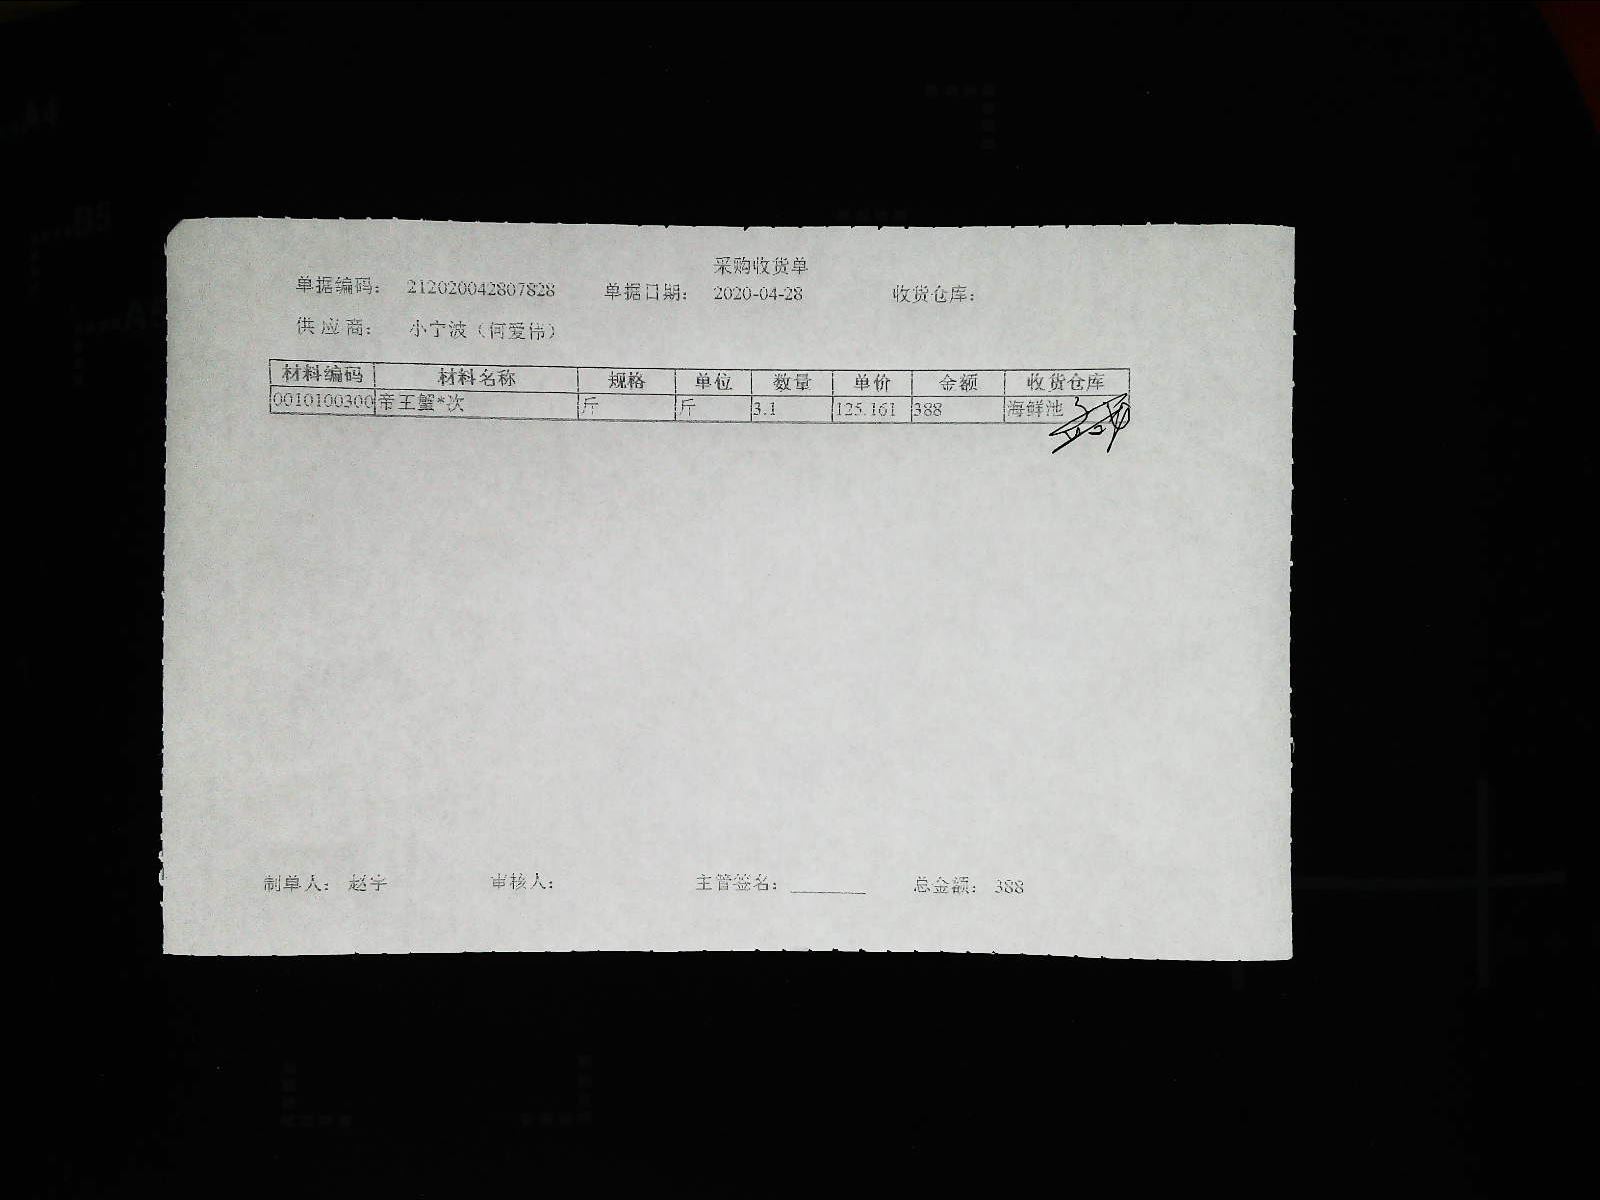 采购收货单
单据编码： 212020042807828 单据日期： 2020-04-28 收货仓库：
供应商： 小宁波（何爱伟）
材料编码 材料名称 规格 单位 数量 单价 金额 收货仓库
0010100300 帝王蟹*次 斤 斤 3.1 125.161 388 海鲜池
制单人： 赵宇 审核人： 主管签名： ________ 总金额： 388